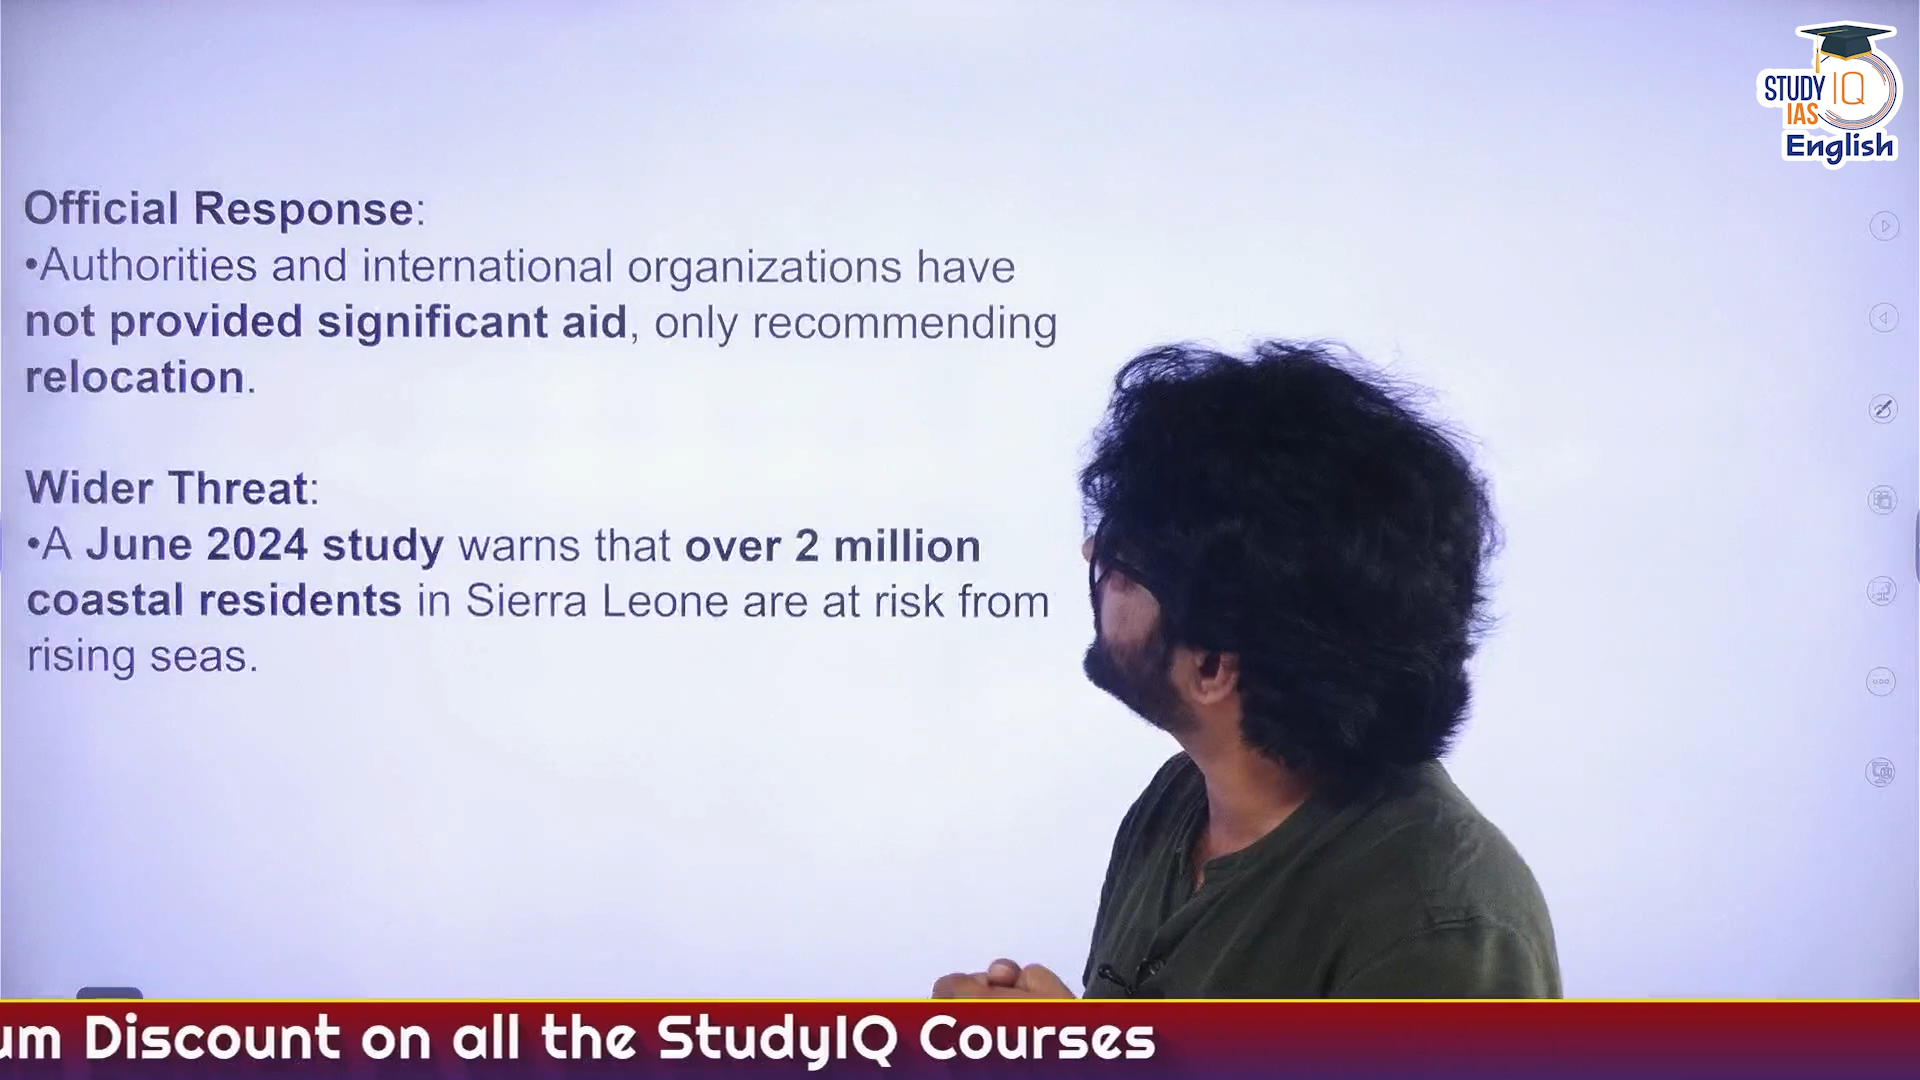 STUDY IQ
IAS
English
Official Response:
•Authorities and international organizations have
not provided significant aid, only recommending
relocation.
Wider Threat:
•A June 2024 study warns that over 2 million
coastal residents in Sierra Leone are at risk from
rising seas.
um Discount on all the StudyIQ Courses